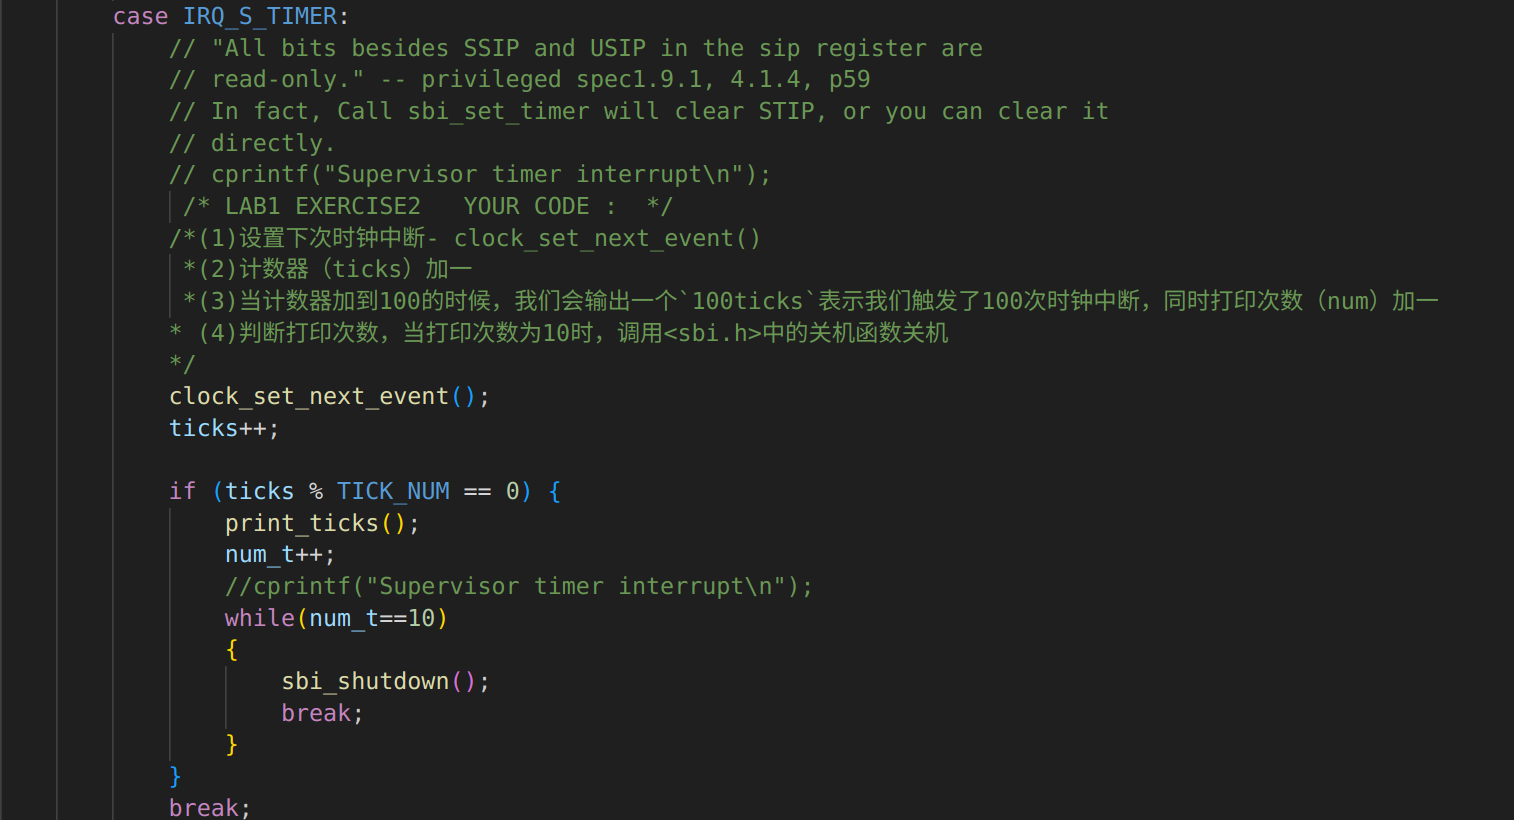 case IRQ_S_TIMER:
// "All bits besides SSIP and USIP in the sip register are
// read-only." -- privileged spec1.9.1, 4.1.4, p59
// In fact, Call sbi_set_timer will clear STIP, or you can clear it
// directly.
// cprintf("Supervisor timer interrupt\n");
/* LAB1 EXERCISE2   YOUR CODE :  */
/*(1)设置下次时钟中断- clock_set_next_event()
*(2)计数器（ticks）加一
*(3)当计数器加到100的时候，我们会输出一个`100ticks`表示我们触发了100次时钟中断，同时打印次数（num）加一
* (4)判断打印次数，当打印次数为10时，调用<sbi.h>中的关机函数关机
*/
clock_set_next_event();
ticks++;
if (ticks % TICK_NUM == 0) {
print_ticks();
num_t++;
//cprintf("Supervisor timer interrupt\n");
while(num_t==10)
{
sbi_shutdown();
break;
}
}
break;